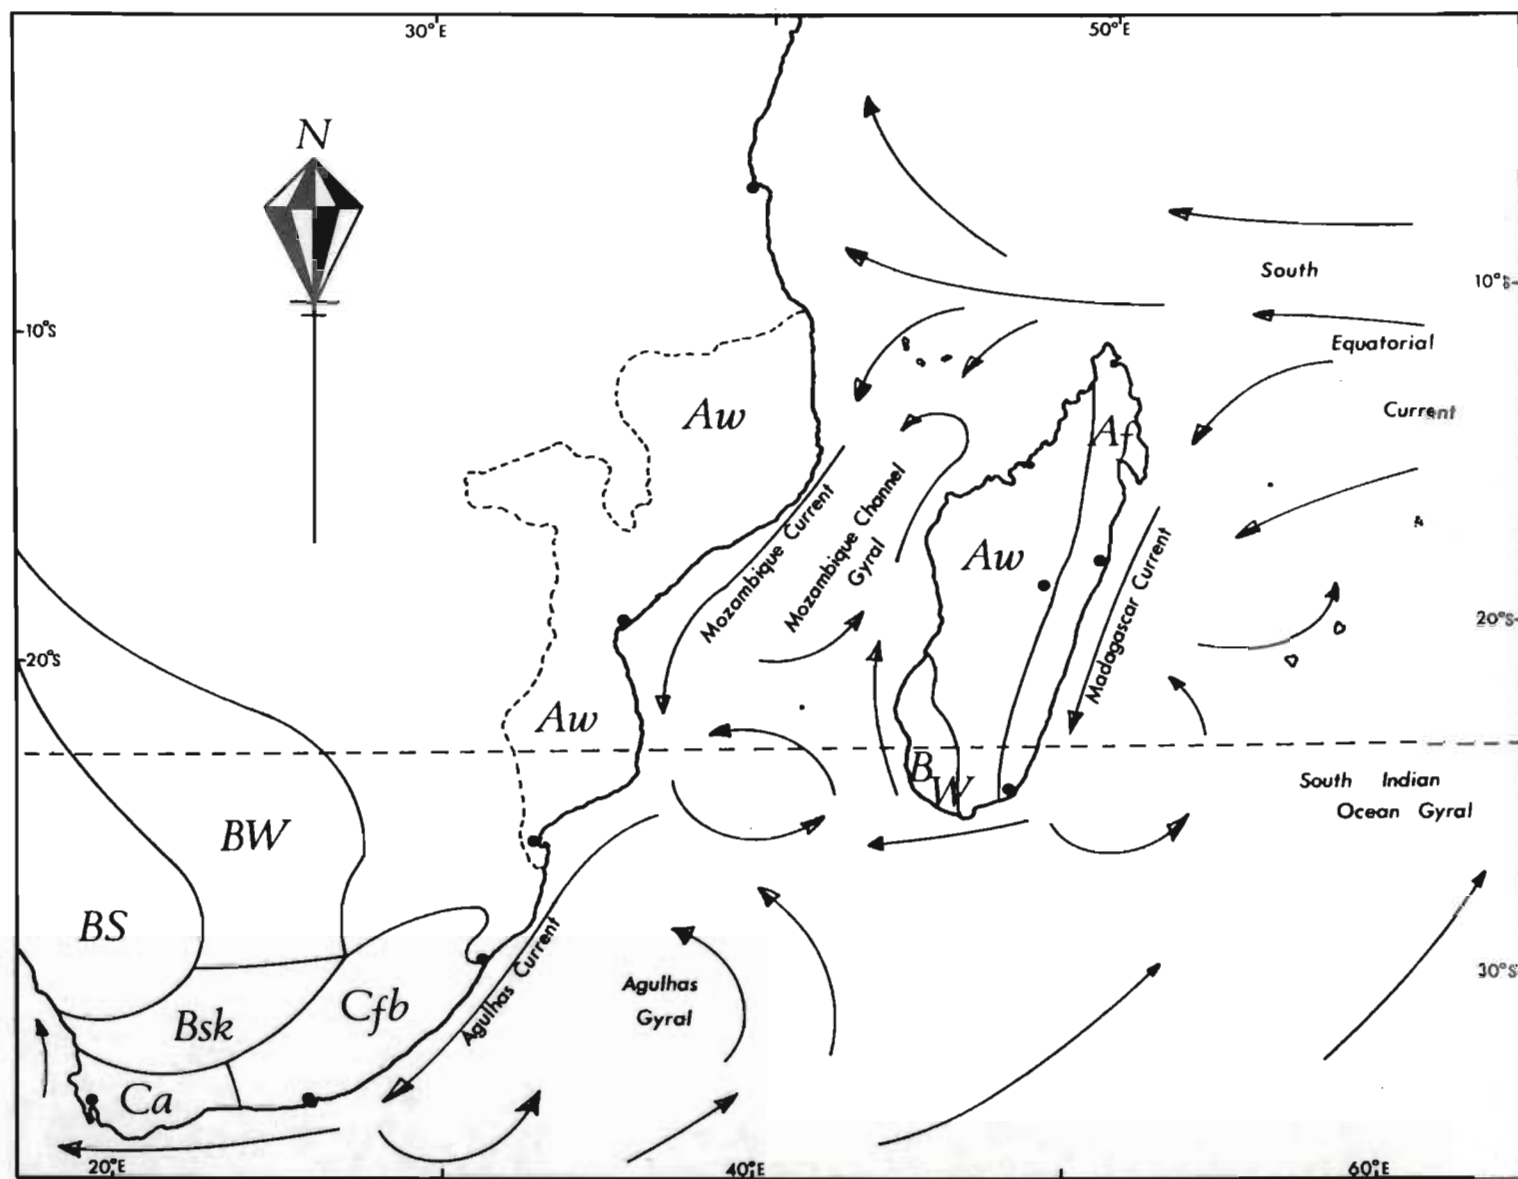 30°E
50°E
N
South
10°S
10°S
Equatorial
Current
Aw
Af
Mozambique Current
Mozambique Channel
Gyral
Aw
Madagascar Current
20°S
20°S
Aw
BW
South Indian
Ocean Gyral
BW
BS
Agulhas Current
Agulhas
Gyral
30°S
Cfb
Bsk
Ca
20°E
40°E
60°E